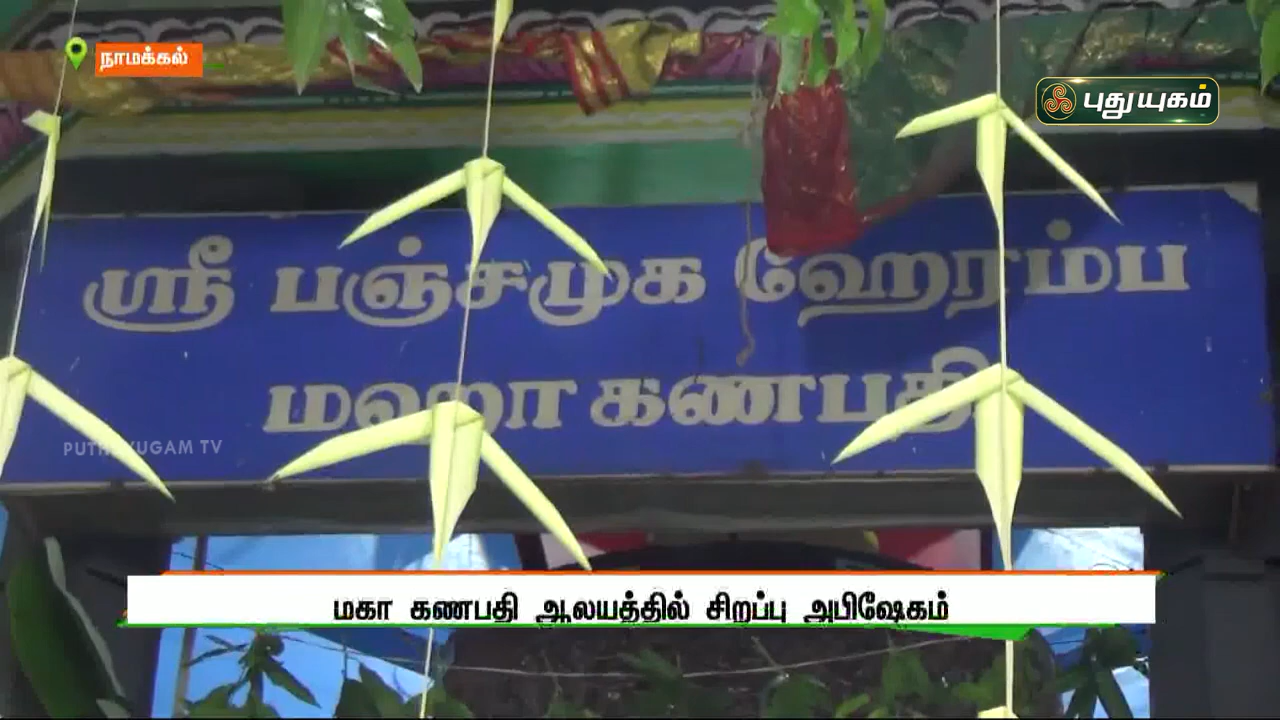 நாமக்கல்
புதுயுகம்
ஸ்ரீ பஞ்சமுக ஹேரம்ப
மஹா கணபதி
PUTHUYUGAM TV
மகா கணபதி ஆலயத்தில் சிறப்பு அபிஷேகம்